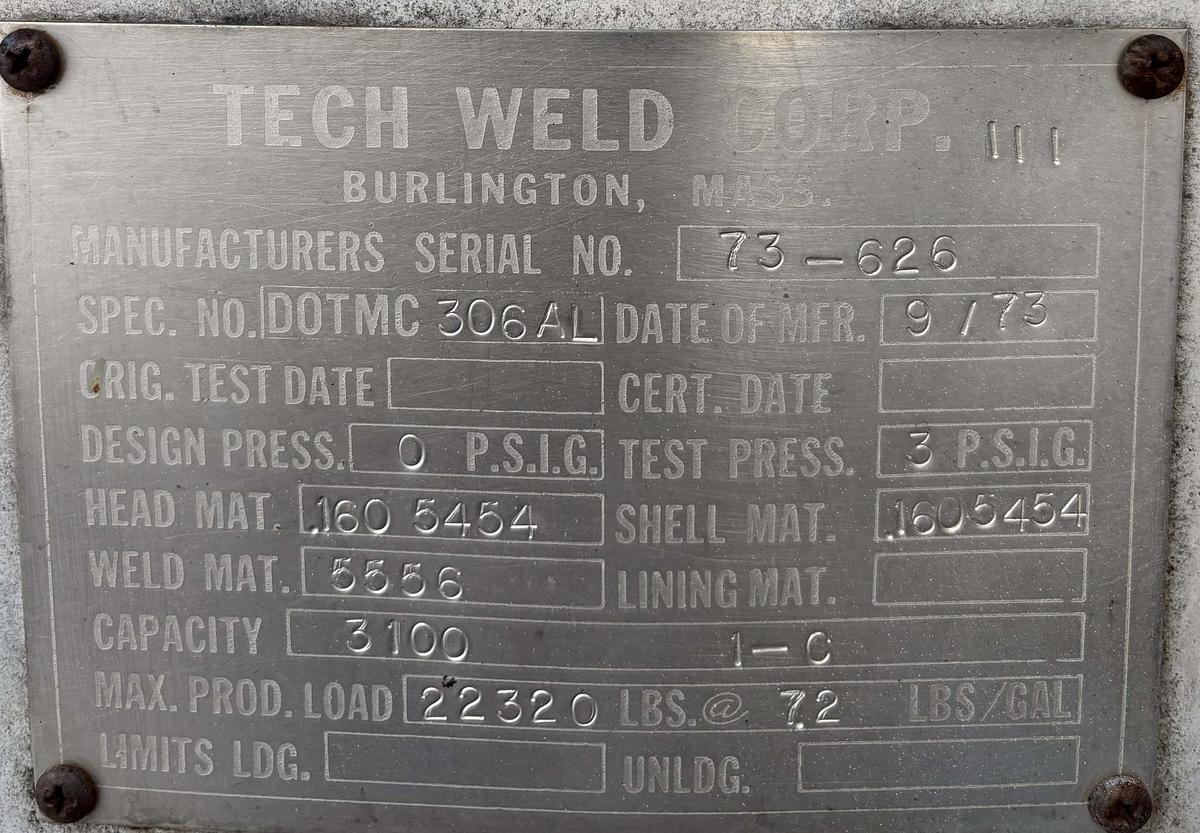 TECH WELD CORP. III
BURLINGTON, MASS.
MANUFACTURERS SERIAL NO. 73-626
SPEC. NO. DOTMC 306AL DATE OF MFR. 9/73
ORIG. TEST DATE CERT. DATE
DESIGN PRESS. 0 P.S.I.G. TEST PRESS. 3 P.S.I.G.
HEAD MAT. .160 5454 SHELL MAT. .160 5454
WELD MAT. 5556 LINING MAT.
CAPACITY 3100 1-C
MAX. PROD. LOAD 22320 LBS. @ 7.2 LBS/GAL
LIMITS LDG. UNLDG.